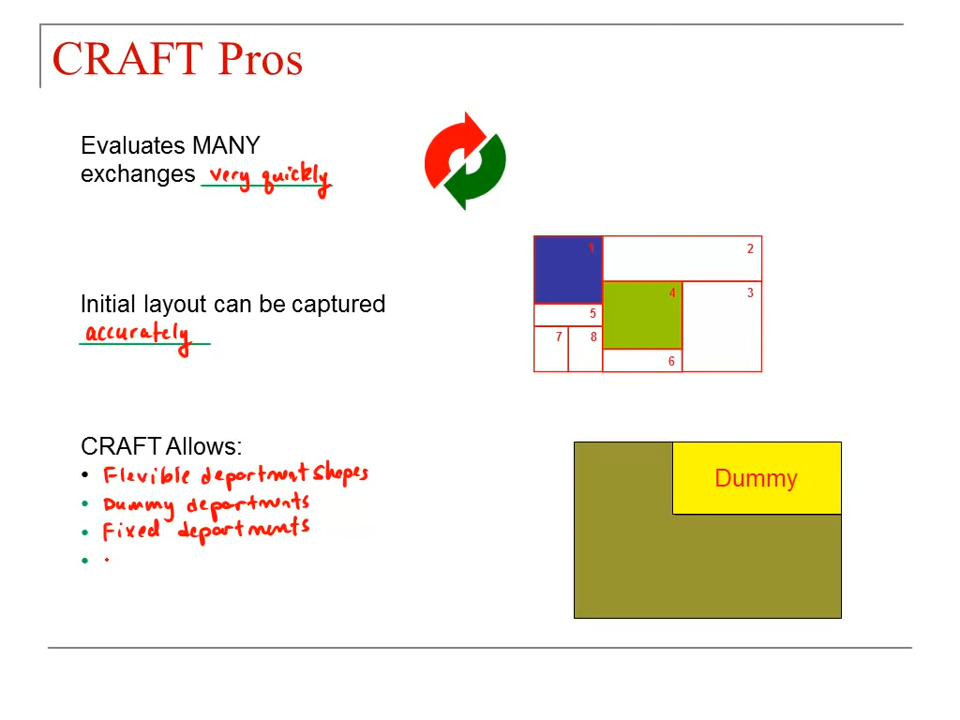 CRAFT Pros
Evaluates MANY
exchanges very quickly
Initial layout can be captured
accurately
CRAFT Allows:
• Flexible department shapes
• Dummy departments
• Fixed departments
•
1
2
3
4
5
6
7
8
Dummy